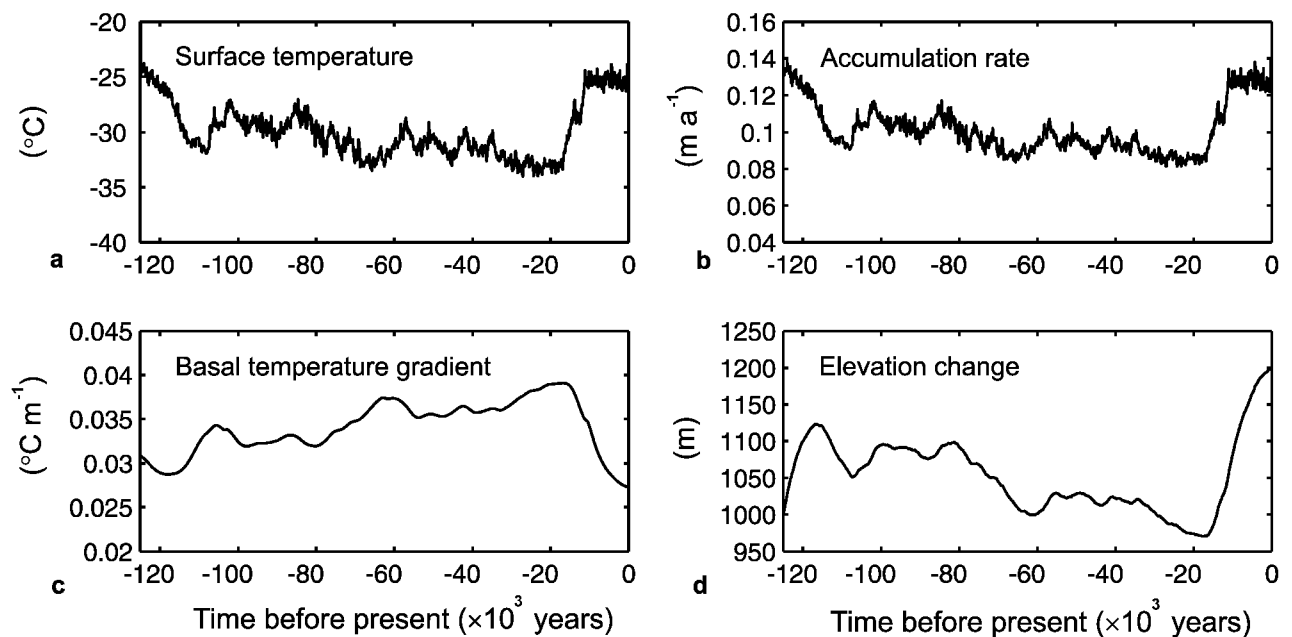 -20
-25
-30
-35
-40
(°C)
Surface temperature
-120 -100 -80 -60 -40 -20 0
a
0.16
0.14
0.12
0.1
0.08
0.06
0.04
(m a⁻¹)
Accumulation rate
-120 -100 -80 -60 -40 -20 0
b
0.045
0.04
0.035
0.03
0.025
0.02
(°C m⁻¹)
Basal temperature gradient
-120 -100 -80 -60 -40 -20 0
c
Time before present (×10³ years)
1250
1200
1150
1100
1050
1000
950
(m)
Elevation change
-120 -100 -80 -60 -40 -20 0
d
Time before present (×10³ years)